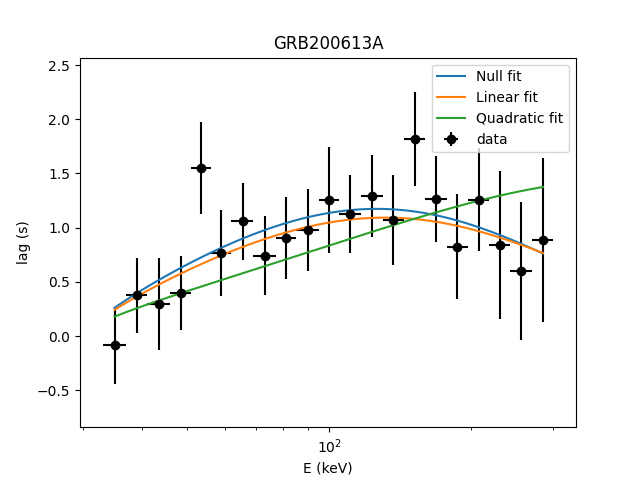 GRB200613A
2.5
2.0
1.5
1.0
0.5
0.0
−0.5
lag (s)
Null fit
Linear fit
Quadratic fit
data
10²
E (keV)